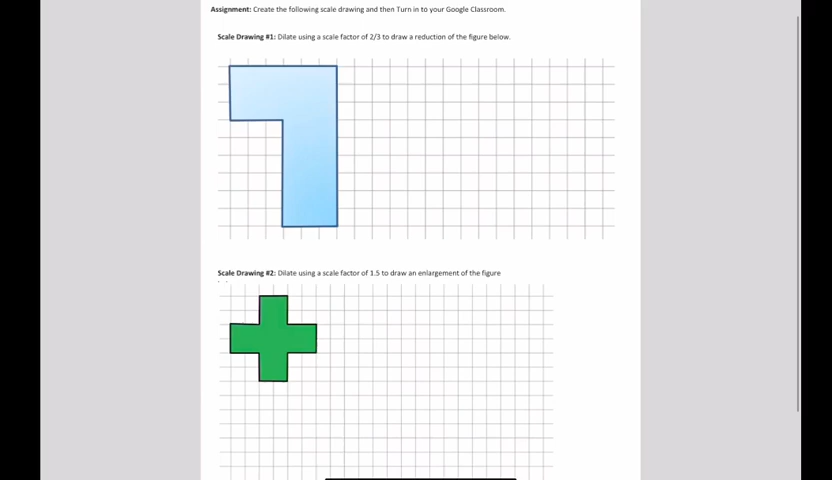 Assignment: Create the following scale drawing and then Turn in to your Google Classroom.
Scale Drawing #1: Dilate using a scale factor of 2/3 to draw a reduction of the figure below.
Scale Drawing #2: Dilate using a scale factor of 1.5 to draw an enlargement of the figure